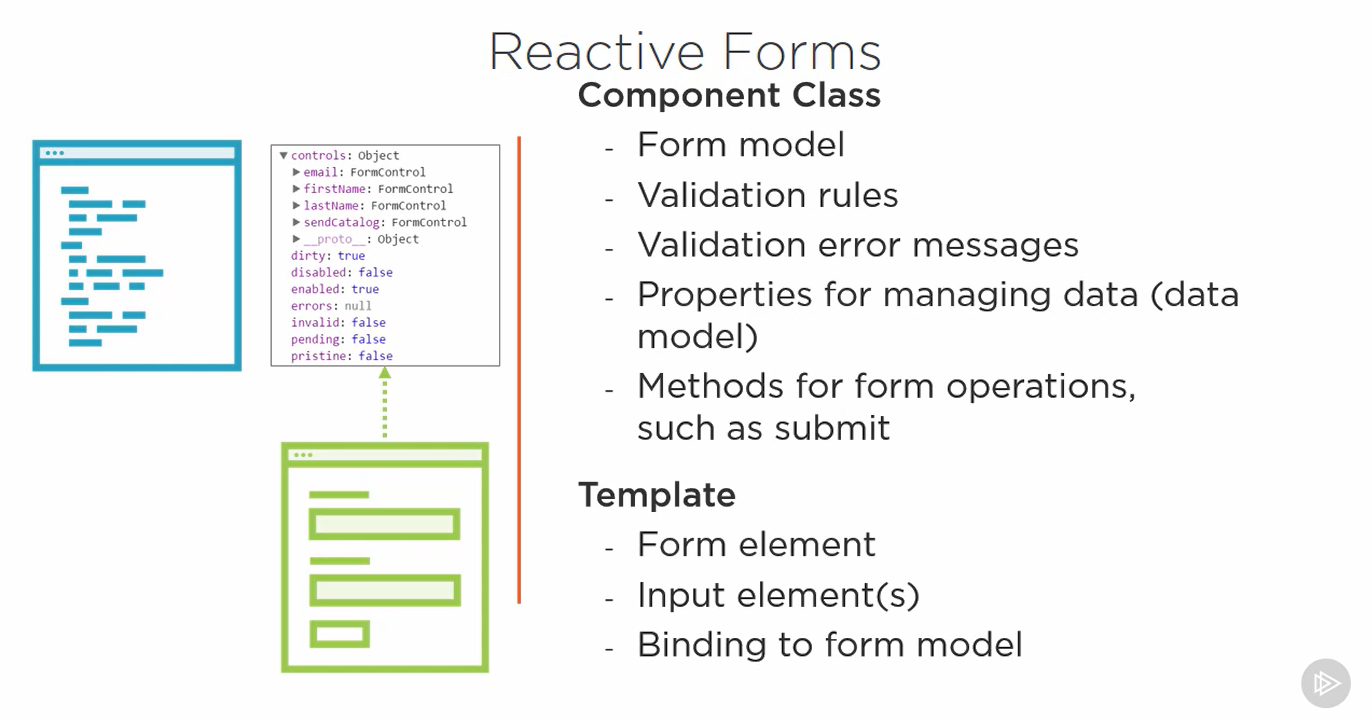 Reactive Forms
▼ controls: Object
▶ email: FormControl
▶ firstName: FormControl
▶ lastName: FormControl
▶ sendCatalog: FormControl
▶ __proto__: Object
dirty: true
disabled: false
enabled: true
errors: null
invalid: false
pending: false
pristine: false
Component Class
- Form model
- Validation rules
- Validation error messages
- Properties for managing data (data
model)
- Methods for form operations,
such as submit
Template
- Form element
- Input element(s)
- Binding to form model